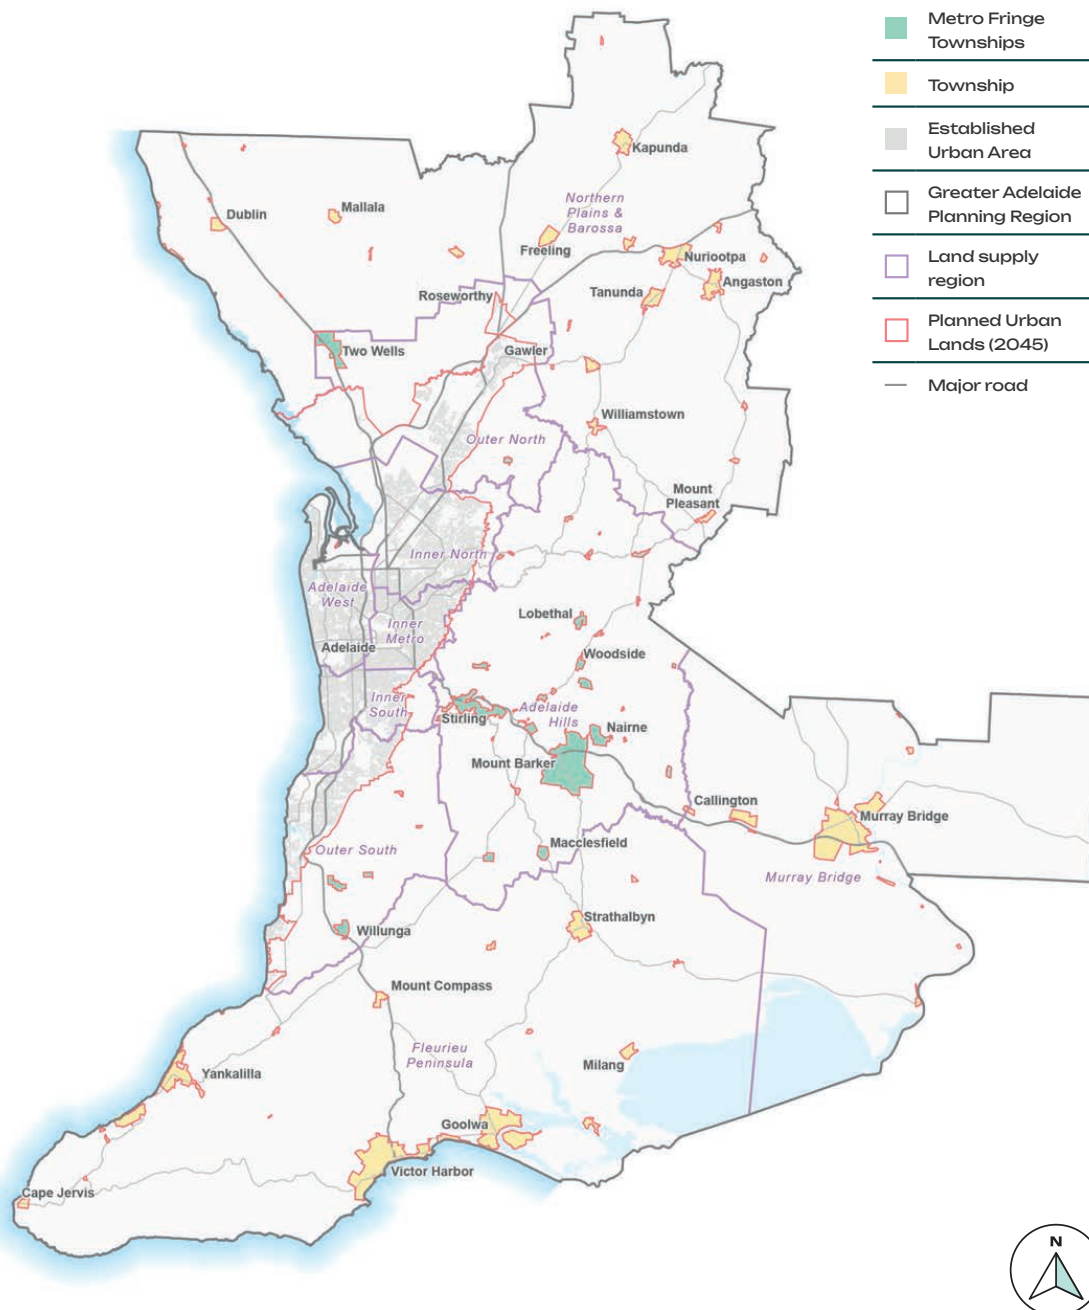 Metro Fringe
Townships
Township
Established
Urban Area
Greater Adelaide
Planning Region
Land supply
region
Planned Urban
Lands (2045)
Major road
Kapunda
Northern
Plains &
Barossa
Dublin
Mallala
Freeling
Nuriootpa
Angaston
Tanunda
Roseworthy
Two Wells
Gawler
Williamstown
Outer North
Mount
Pleasant
Inner North
Adelaide
West
Inner
Metro
Adelaide
Lobethal
Woodside
Inner
South
Stirling
Adelaide
Hills
Nairne
Mount Barker
Callington
Murray Bridge
Macclesfield
Outer South
Murray Bridge
Strathalbyn
Willunga
Mount Compass
Fleurieu
Peninsula
Milang
Yankalilla
Goolwa
Victor Harbor
Cape Jervis
N